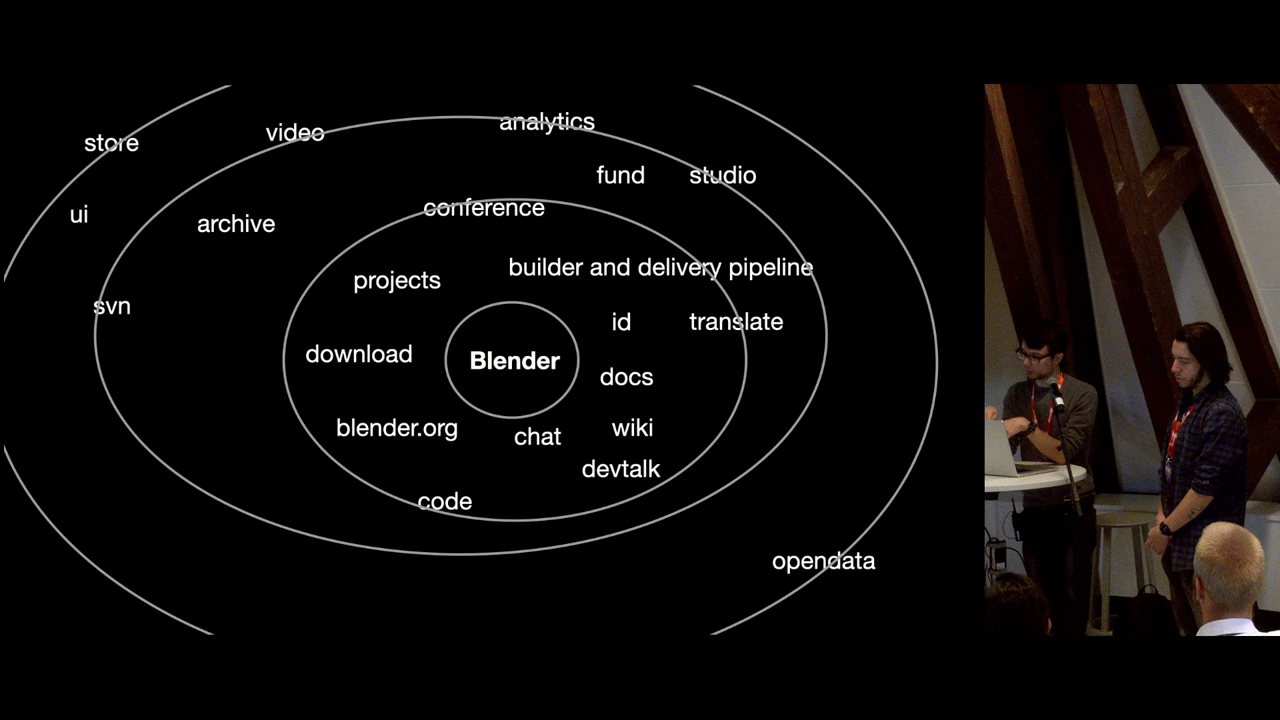 analytics
video
store
fund
studio
conference
ui
archive
builder and delivery pipeline
projects
svn
id
translate
download
Blender
docs
blender.org
chat
wiki
devtalk
code
opendata